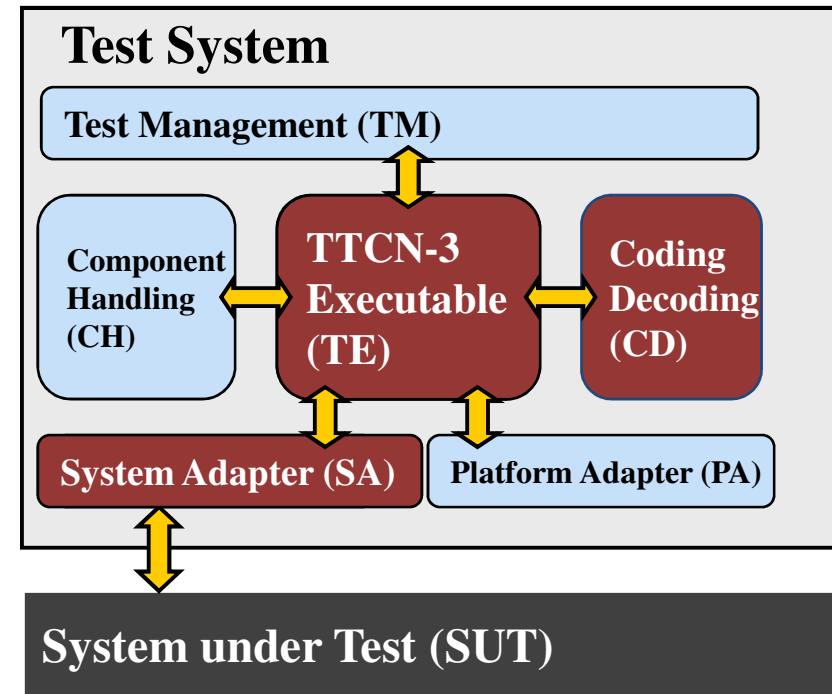 Test System
Test Management (TM)
Component
Handling
(CH)
TTCN-3
Executable
(TE)
Coding
Decoding
(CD)
System Adapter (SA)
Platform Adapter (PA)
System under Test (SUT)